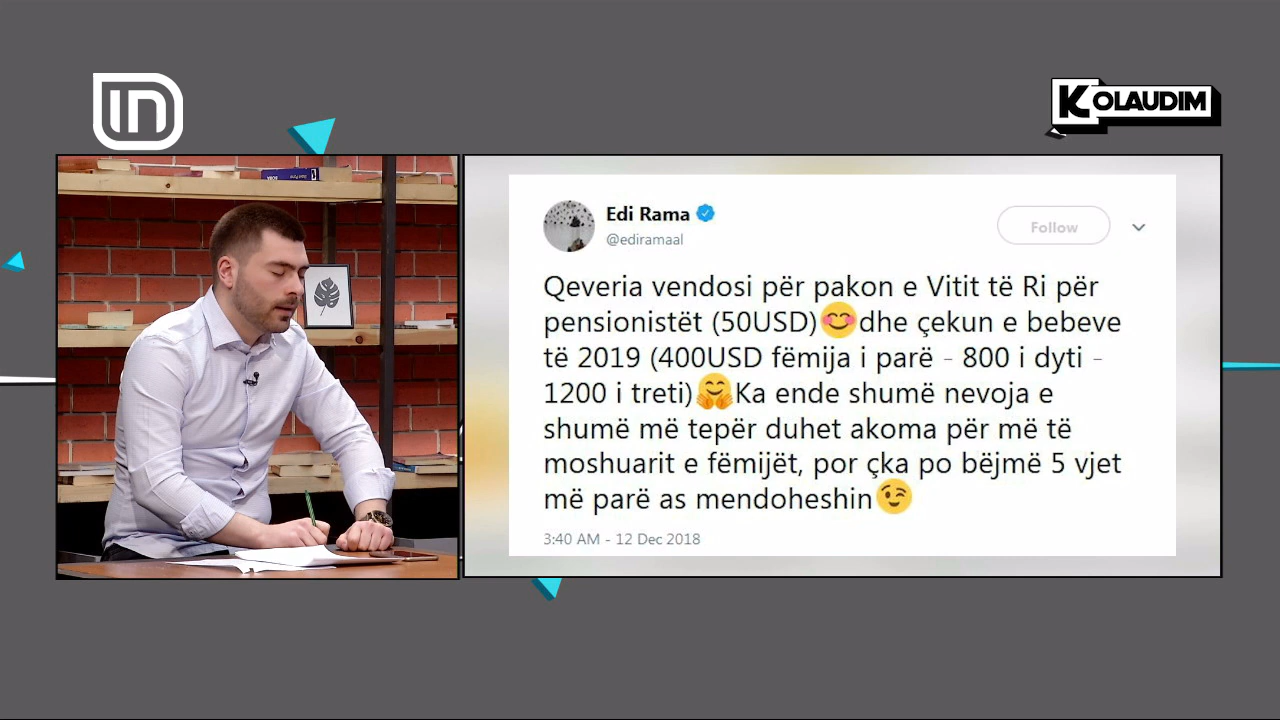 IN
KOLAUDIM
Edi Rama
@ediramaal
Follow
Qeveria vendosi për pakon e Vitit të Ri për
pensionistët (50USD)😊dhe çekun e bebeve
të 2019 (400USD fëmija i parë - 800 i dyti -
1200 i treti)🤗Ka ende shumë nevoja e
shumë më tepër duhet akoma për më të
moshuarit e fëmijët, por çka po bëjmë 5 vjet
më parë as mendoheshin😉
3:40 AM - 12 Dec 2018